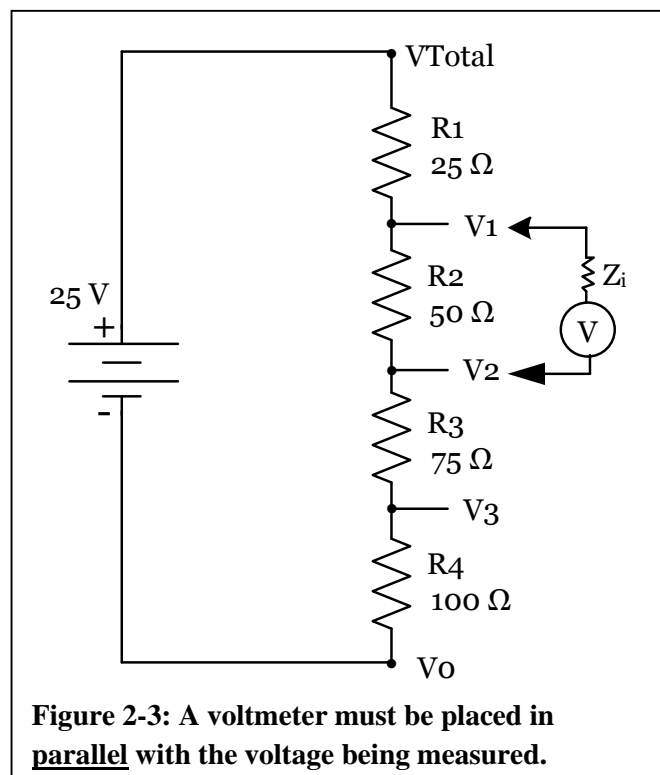 VTotal
R1
25 Ω
V1
Zi
R2
50 Ω
25 V
+
V
V2
-
R3
75 Ω
V3
R4
100 Ω
V0
Figure 2-3: A voltmeter must be placed in
parallel with the voltage being measured.